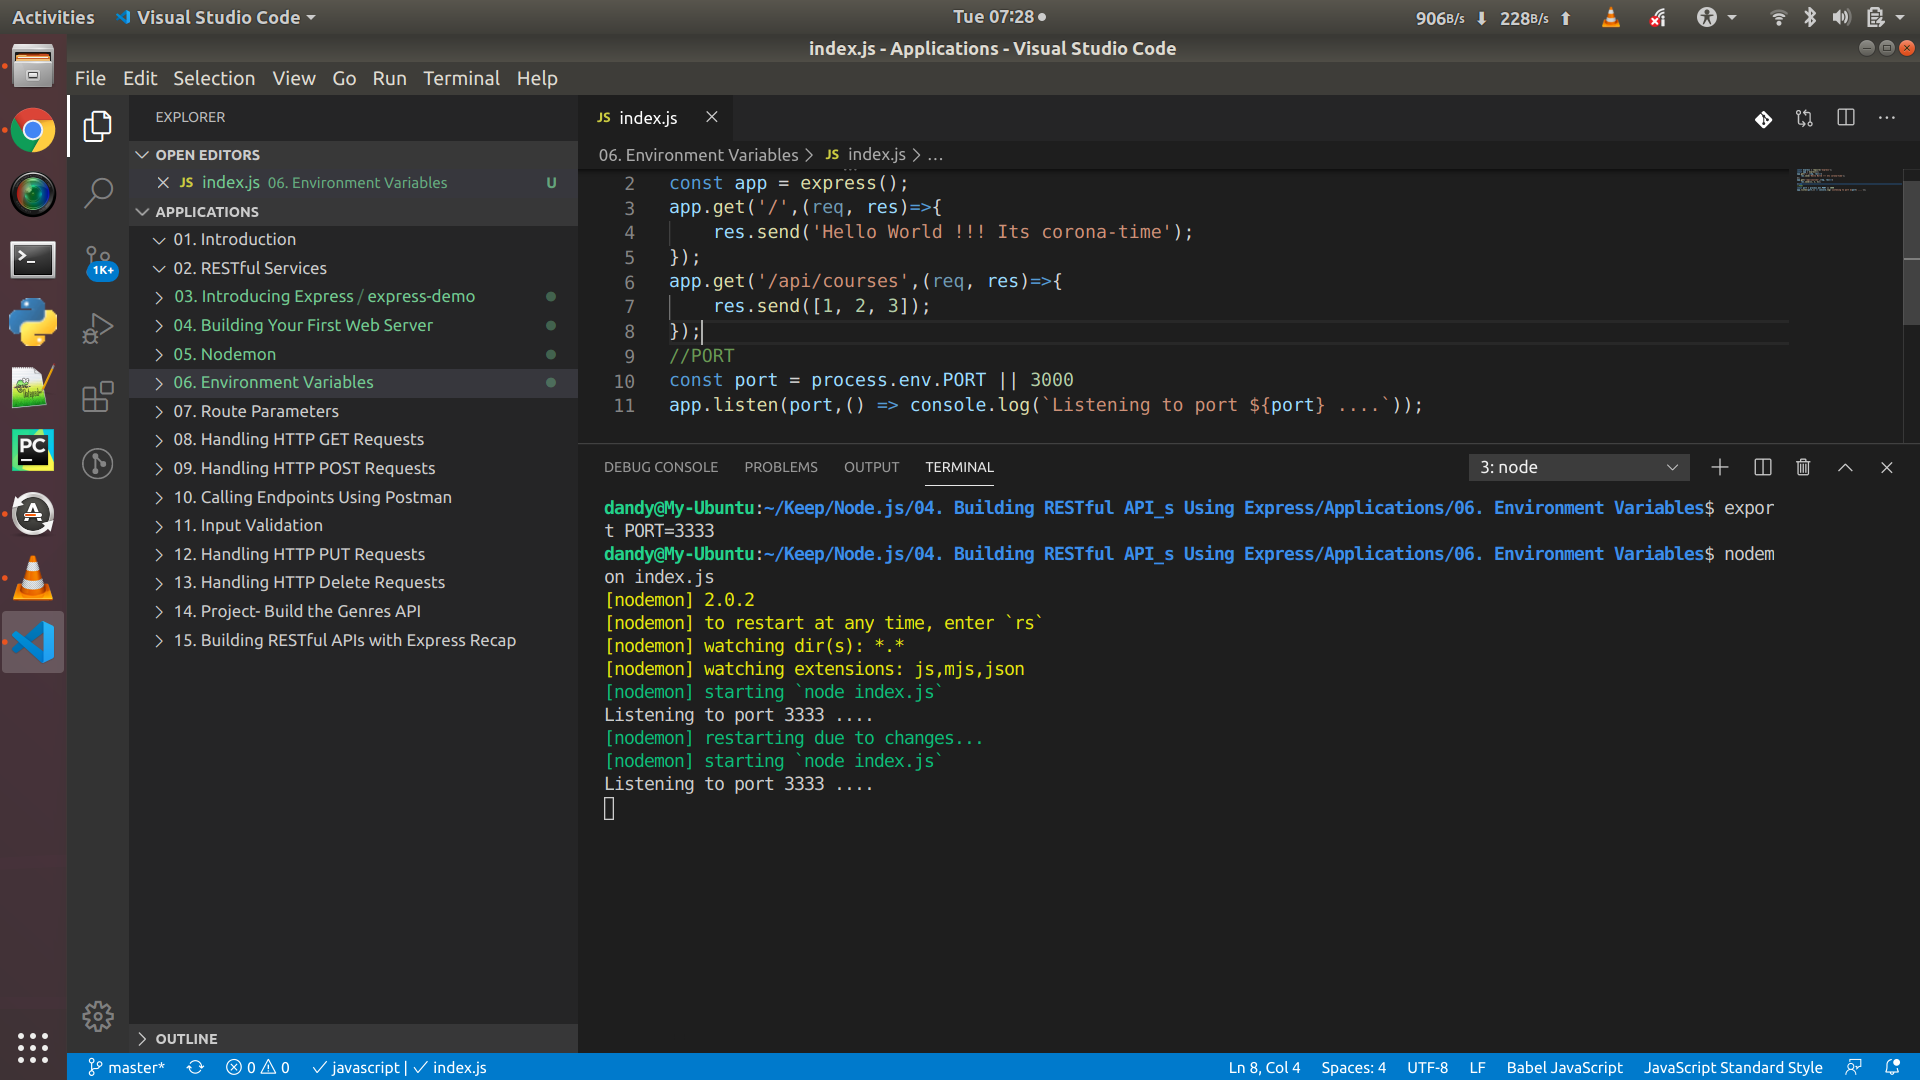 Activities
Visual Studio Code
Tue 07:28
906B/s
228B/s
index.js - Applications - Visual Studio Code
File Edit Selection View Go Run Terminal Help
EXPLORER
OPEN EDITORS
JS index.js 06. Environment Variables U
APPLICATIONS
01. Introduction
02. RESTful Services
03. Introducing Express / express-demo
04. Building Your First Web Server
05. Nodemon
06. Environment Variables
07. Route Parameters
08. Handling HTTP GET Requests
09. Handling HTTP POST Requests
10. Calling Endpoints Using Postman
11. Input Validation
12. Handling HTTP PUT Requests
13. Handling HTTP Delete Requests
14. Project- Build the Genres API
15. Building RESTful APIs with Express Recap
OUTLINE
1K+
PC
JS index.js
06. Environment Variables > JS index.js > ...
2 const app = express();
3 app.get('/',(req, res)=>{
4 res.send('Hello World !!! Its corona-time');
5 });
6 app.get('/api/courses',(req, res)=>{
7 res.send([1, 2, 3]);
8 });
9 //PORT
10 const port = process.env.PORT || 3000
11 app.listen(port,() => console.log(`Listening to port ${port} ....`));
DEBUG CONSOLE PROBLEMS OUTPUT TERMINAL
3: node
dandy@My-Ubuntu:~/Keep/Node.js/04. Building RESTful API_s Using Express/Applications/06. Environment Variables$ expor
t PORT=3333
dandy@My-Ubuntu:~/Keep/Node.js/04. Building RESTful API_s Using Express/Applications/06. Environment Variables$ nodem
on index.js
[nodemon] 2.0.2
[nodemon] to restart at any time, enter `rs`
[nodemon] watching dir(s): *.*
[nodemon] watching extensions: js,mjs,json
[nodemon] starting `node index.js`
Listening to port 3333 ....
[nodemon] restarting due to changes...
[nodemon] starting `node index.js`
Listening to port 3333 ....
master* 0 0 javascript | index.js
Ln 8, Col 4 Spaces: 4 UTF-8 LF Babel JavaScript JavaScript Standard Style